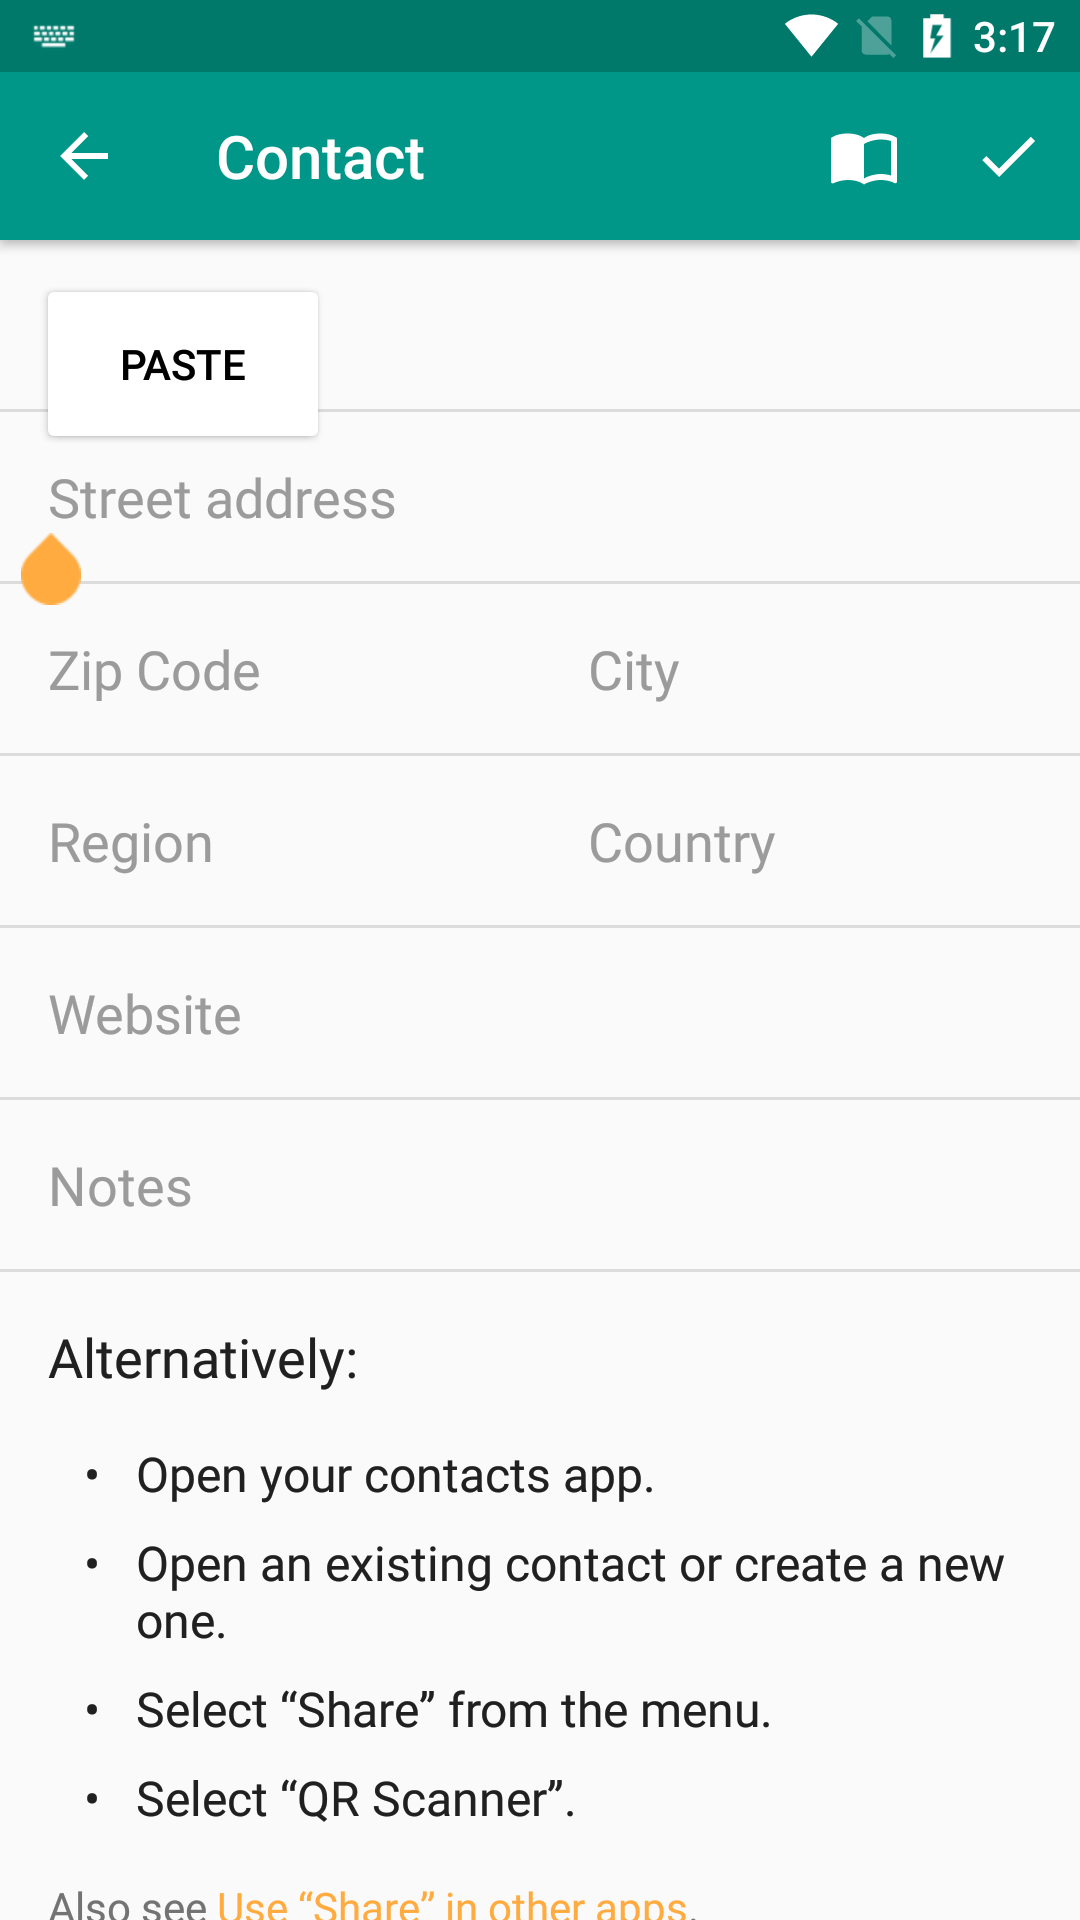 3:17
Contact
PASTE
Street address
Zip Code City
Region Country
Website
Notes
Alternatively:
• Open your contacts app.
• Open an existing contact or create a new
one.
• Select “Share” from the menu.
• Select “QR Scanner”.
Also see Use “Share” in other apps.